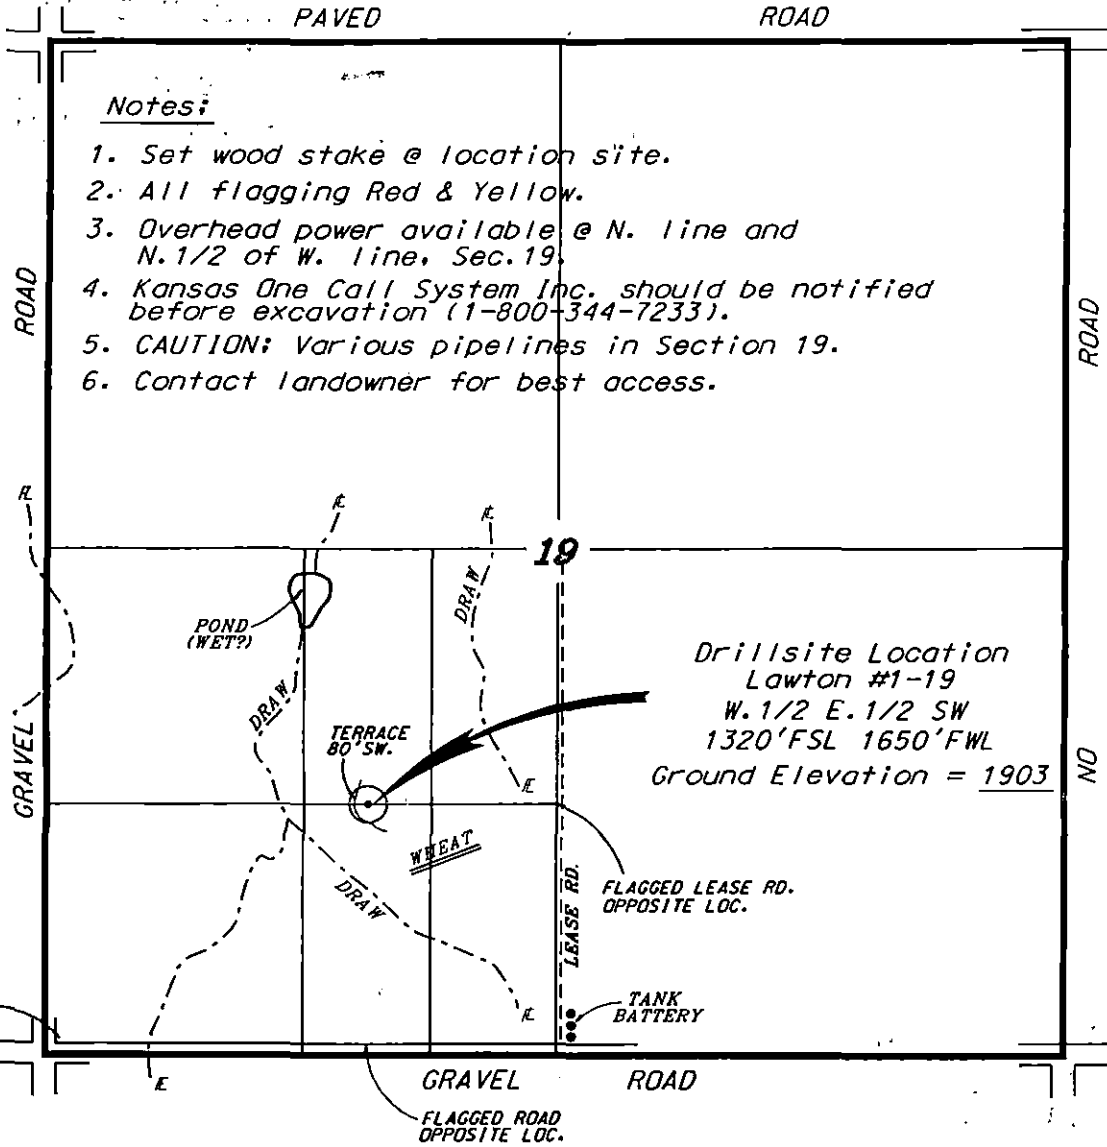 PAVED ROAD
Notes:
1. Set wood stake @ location site.
2. All flagging Red & Yellow.
3. Overhead power available @ N. line and
N.1/2 of W. line, Sec.19.
4. Kansas One Call System Inc. should be notified
before excavation (1-800-344-7233).
5. CAUTION: Various pipelines in Section 19.
6. Contact landowner for best access.
ROAD
ROAD
19
POND
(WET?)
DRAW
DRAW
TERRACE
80'SW.
Drillsite Location
Lawton #1-19
W.1/2 E.1/2 SW
1320'FSL 1650'FWL
Ground Elevation = 1903
GRAVEL
NO
WHEAT
DRAW
FLAGGED LEASE RD.
OPPOSITE LOC.
LEASE RD.
TANK
BATTERY
GRAVEL ROAD
FLAGGED ROAD
OPPOSITE LOC.